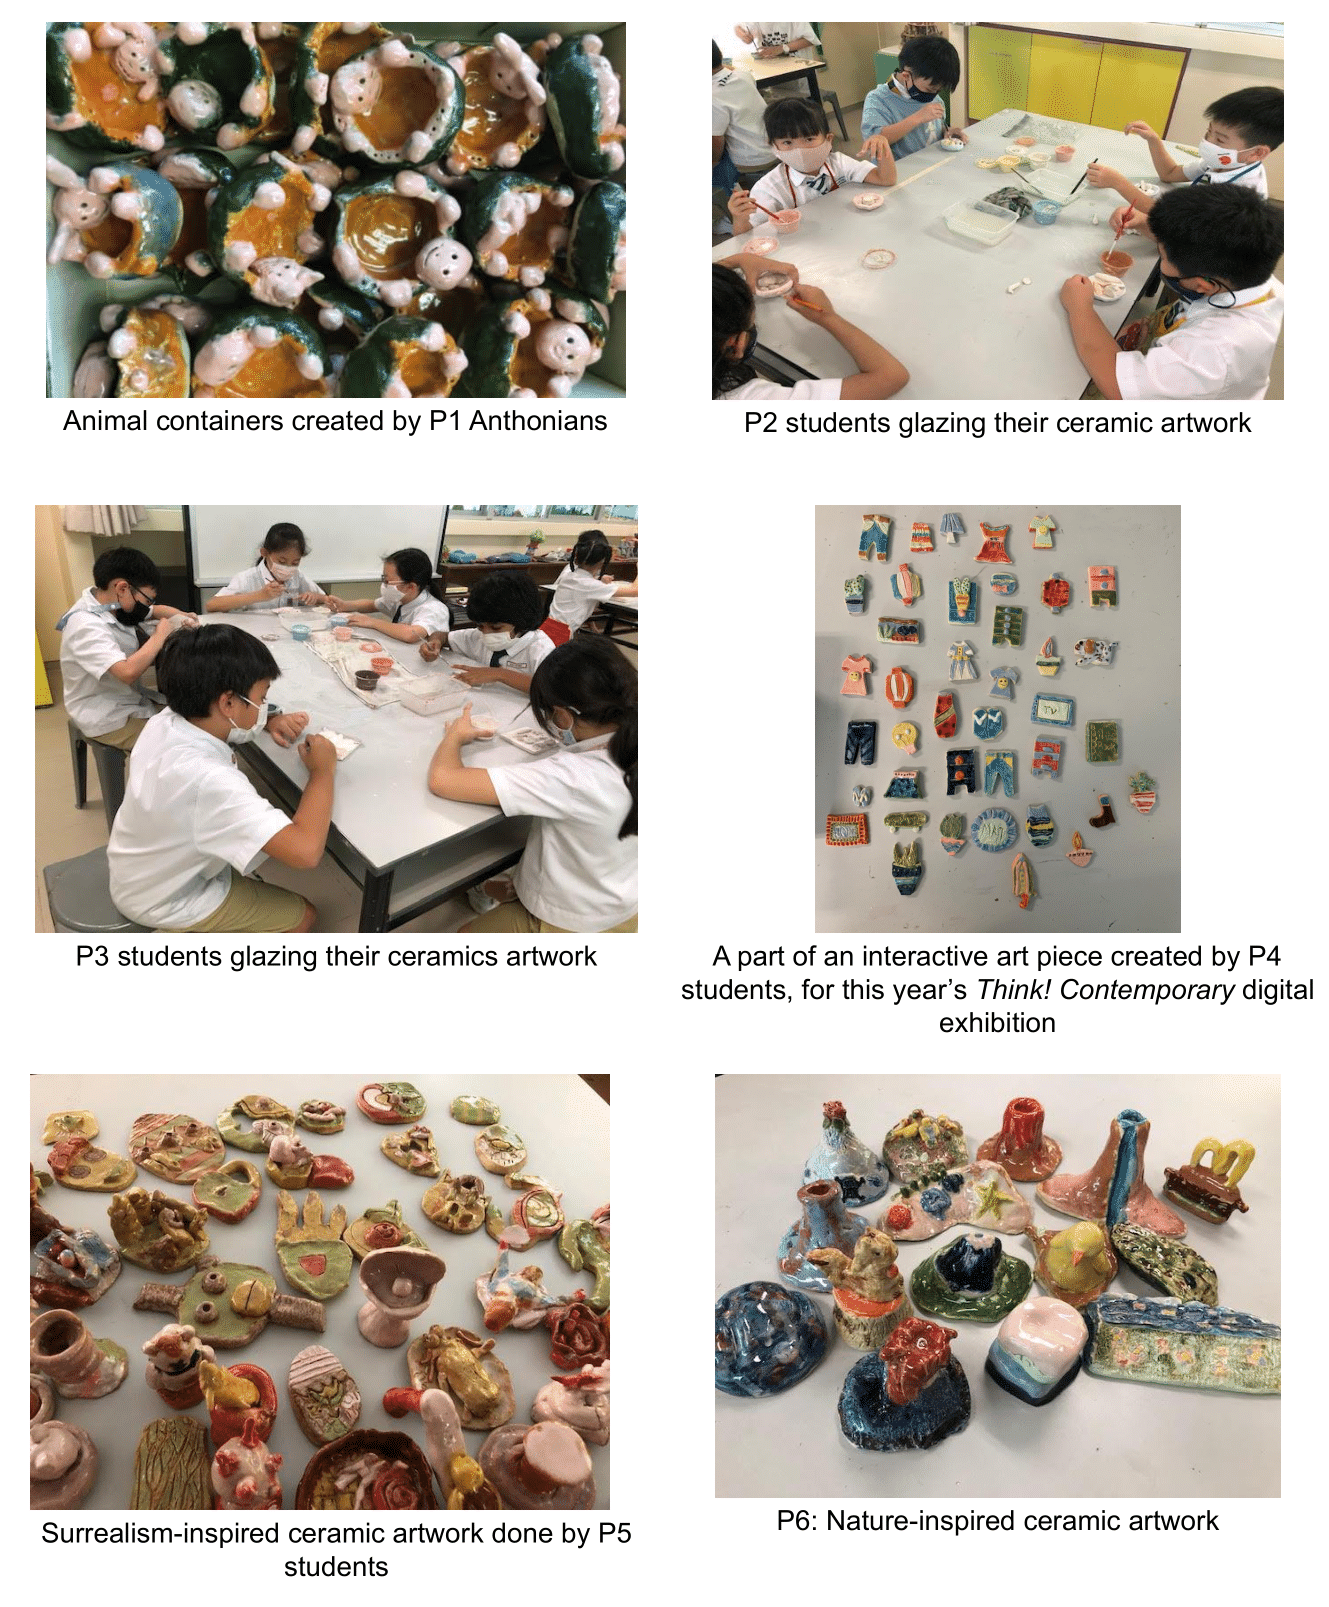 Animal containers created by P1 Anthonians
P2 students glazing their ceramic artwork
P3 students glazing their ceramics artwork
TV
A part of an interactive art piece created by P4
students, for this year’s Think! Contemporary digital
exhibition
Surrealism-inspired ceramic artwork done by P5
students
P6: Nature-inspired ceramic artwork